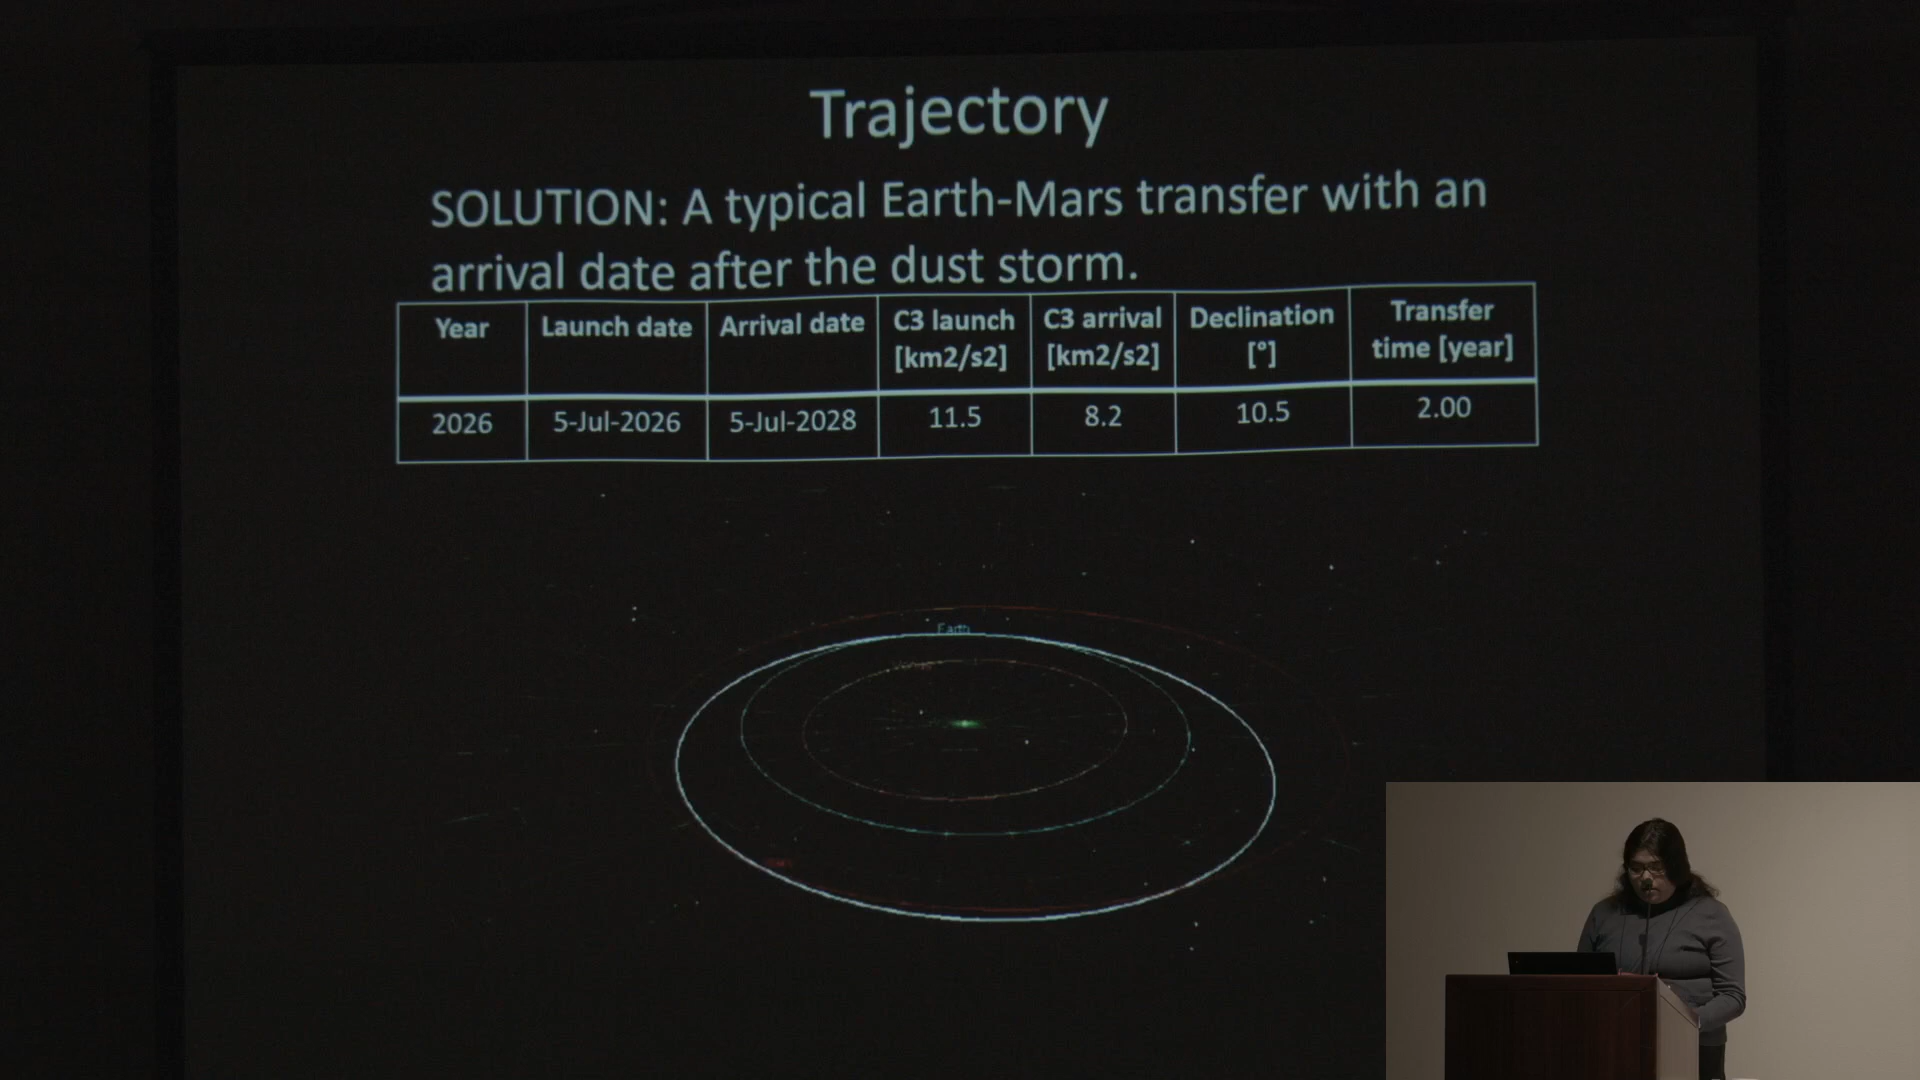 Trajectory
SOLUTION: A typical Earth-Mars transfer with an
arrival date after the dust storm.
Year Launch date Arrival date C3 launch [km2/s2] C3 arrival [km2/s2] Declination [°] Transfer time [year]
2026 5-Jul-2026 5-Jul-2028 11.5 8.2 10.5 2.00
Earth